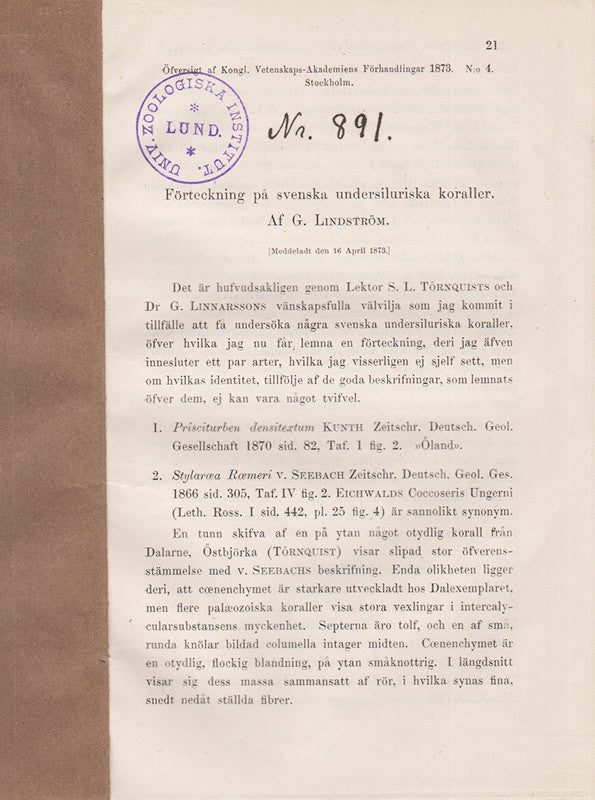 21
Öfversigt af Kongl. Vetenskaps-Akademiens Förhandlingar 1873. N:o 4.
Stockholm.
UNIV. ZOOLOGISKA INSTITUT.
* LUND. *
Nr. 891.
Förteckning på svenska undersiluriska koraller.
Af G. LINDSTRÖM.
[Meddeladt den 16 April 1873.]
Det är hufvudsakligen genom Lektor S. L. TÖRNQUISTS och
Dr G. LINNARSSONS vänskapsfulla välvilja som jag kommit i
tillfälle att få undersöka några svenska undersiluriska koraller,
öfver hvilka jag nu får lemna en förteckning, deri jag äfven
innesluter ett par arter, hvilka jag visserligen ej sjelf sett, men
om hvilkas identitet, tillfölje af de goda beskrifningar, som lemnats
öfver dem, ej kan vara något tvifvel.
1. Prisciturben densitextum KUNTH Zeitschr. Deutsch. Geol.
Gesellschaft 1870 sid. 82, Taf. 1 fig. 2. »Öland».
2. Stylaræa Rœmeri V. SEEBACH Zeitschr. Deutsch. Geol. Ges.
1866 sid. 305, Taf. IV fig. 2. EICHWALDS Coccoseris Ungerni
(Leth. Ross. I sid. 442, pl. 25 fig. 4) är sannolikt synonym.
En tunn skifva af en på ytan något otydlig korall från
Dalarne, Östbjörka (TÖRNQUIST) visar slipad stor öfverens-
stämmelse med V. SEEBACHS beskrifning. Enda olikheten ligger
deri, att cœnenchymet är starkare utveckladt hos Dalexemplaret,
men flere palæozoiska koraller visa stora vexlingar i intercaly-
cularsubstansens myckenhet. Septerna äro tolf, och en af små,
runda knölar bildad columella intager midten. Cœnenchymet är
en otydlig, flockig blandning, på ytan småknottrig. I längdsnitt
visar sig dess massa sammansatt af rör, i hvilka synas fina,
snedt nedåt ställda fibrer.